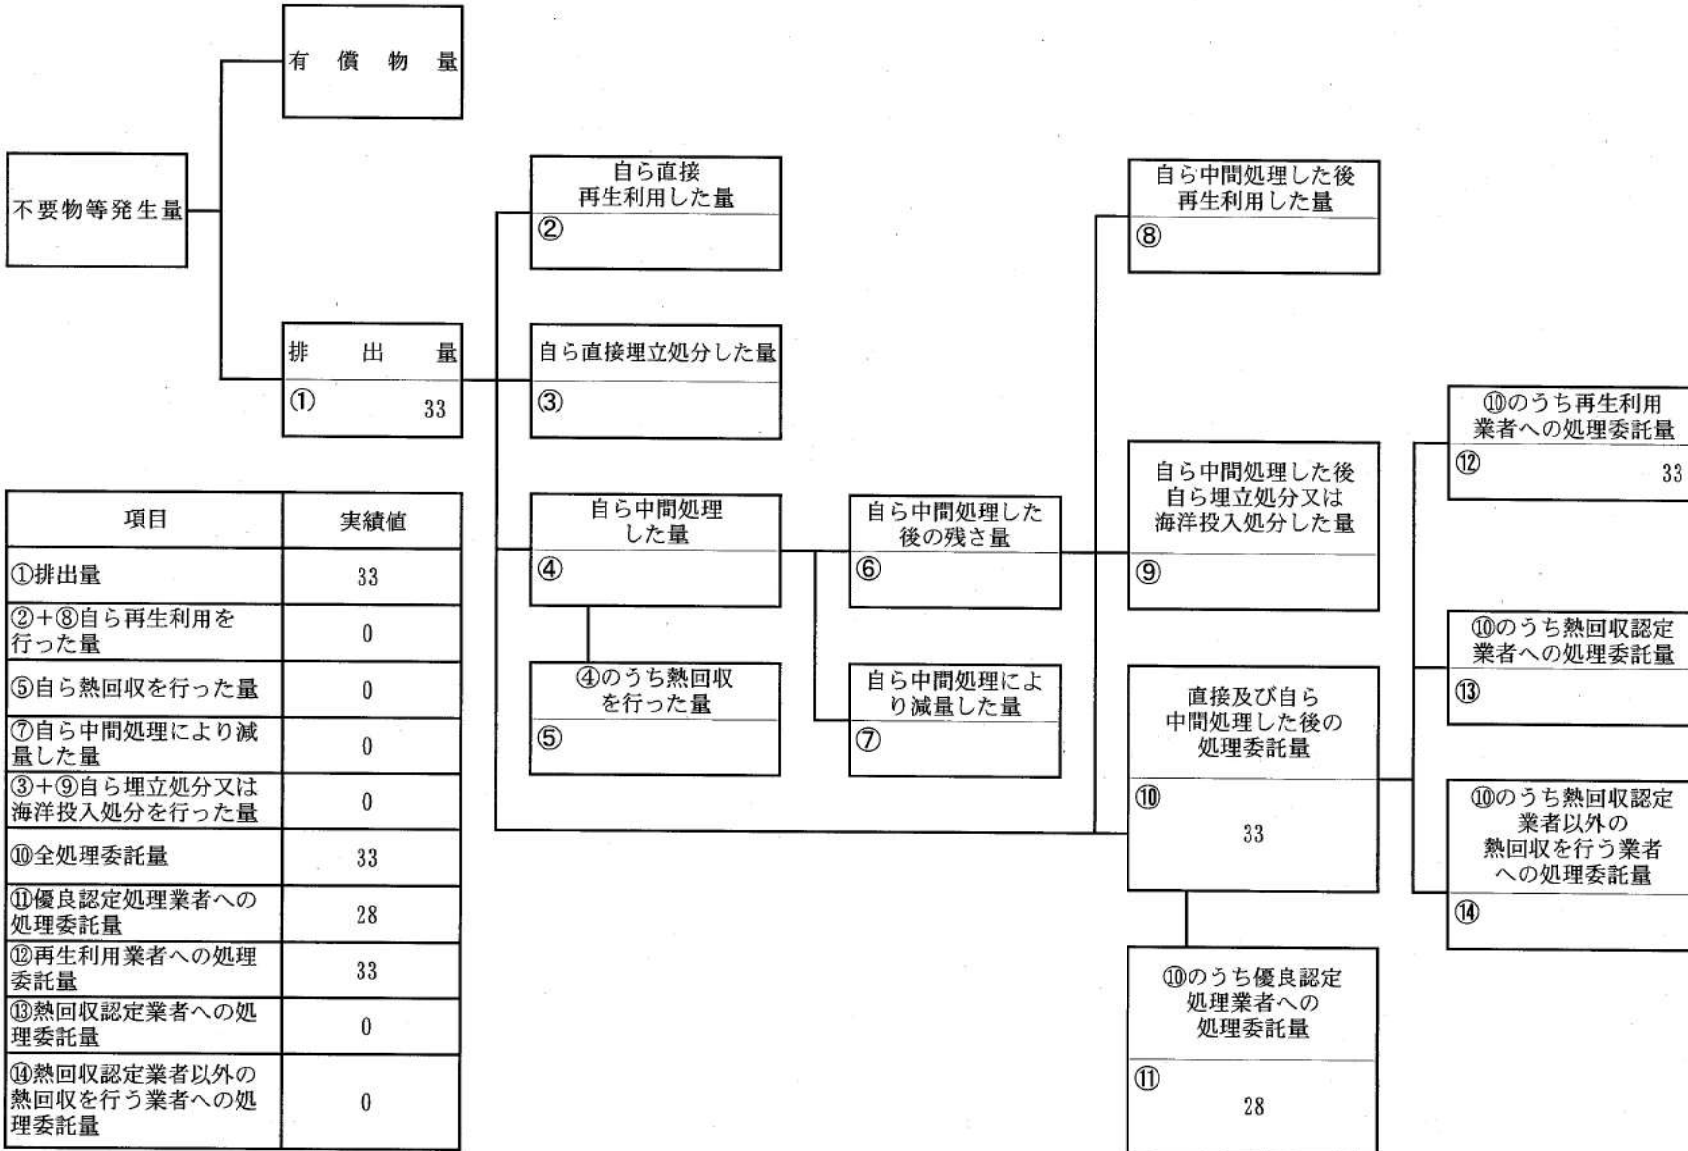 有償物量
不要物等発生量
排出量
① 33
自ら直接
再生利用した量
②
自ら直接埋立処分した量
③
自ら中間処理
した量
④
④のうち熱回収
を行った量
⑤
自ら中間処理した
後の残さ量
⑥
自ら中間処理によ
り減量した量
⑦
自ら中間処理した後
再生利用した量
⑧
自ら中間処理した後
自ら埋立処分又は
海洋投入処分した量
⑨
直接及び自ら
中間処理した後の
処理委託量
⑩
33
⑩のうち優良認定
処理業者への
処理委託量
⑪
28
⑩のうち再生利用
業者への処理委託量
⑫ 33
⑩のうち熱回収認定
業者への処理委託量
⑬
⑩のうち熱回収認定
業者以外の
熱回収を行う業者
への処理委託量
⑭
項目 実績値
①排出量 33
②+⑧自ら再生利用を
行った量 0
⑤自ら熱回収を行った量 0
⑦自ら中間処理により減
量した量 0
③+⑨自ら埋立処分又は
海洋投入処分を行った量 0
⑩全処理委託量 33
⑪優良認定処理業者への
処理委託量 28
⑫再生利用業者への処理
委託量 33
⑬熱回収認定業者への処
理委託量 0
⑭熱回収認定業者以外の
熱回収を行う業者への処
理委託量 0